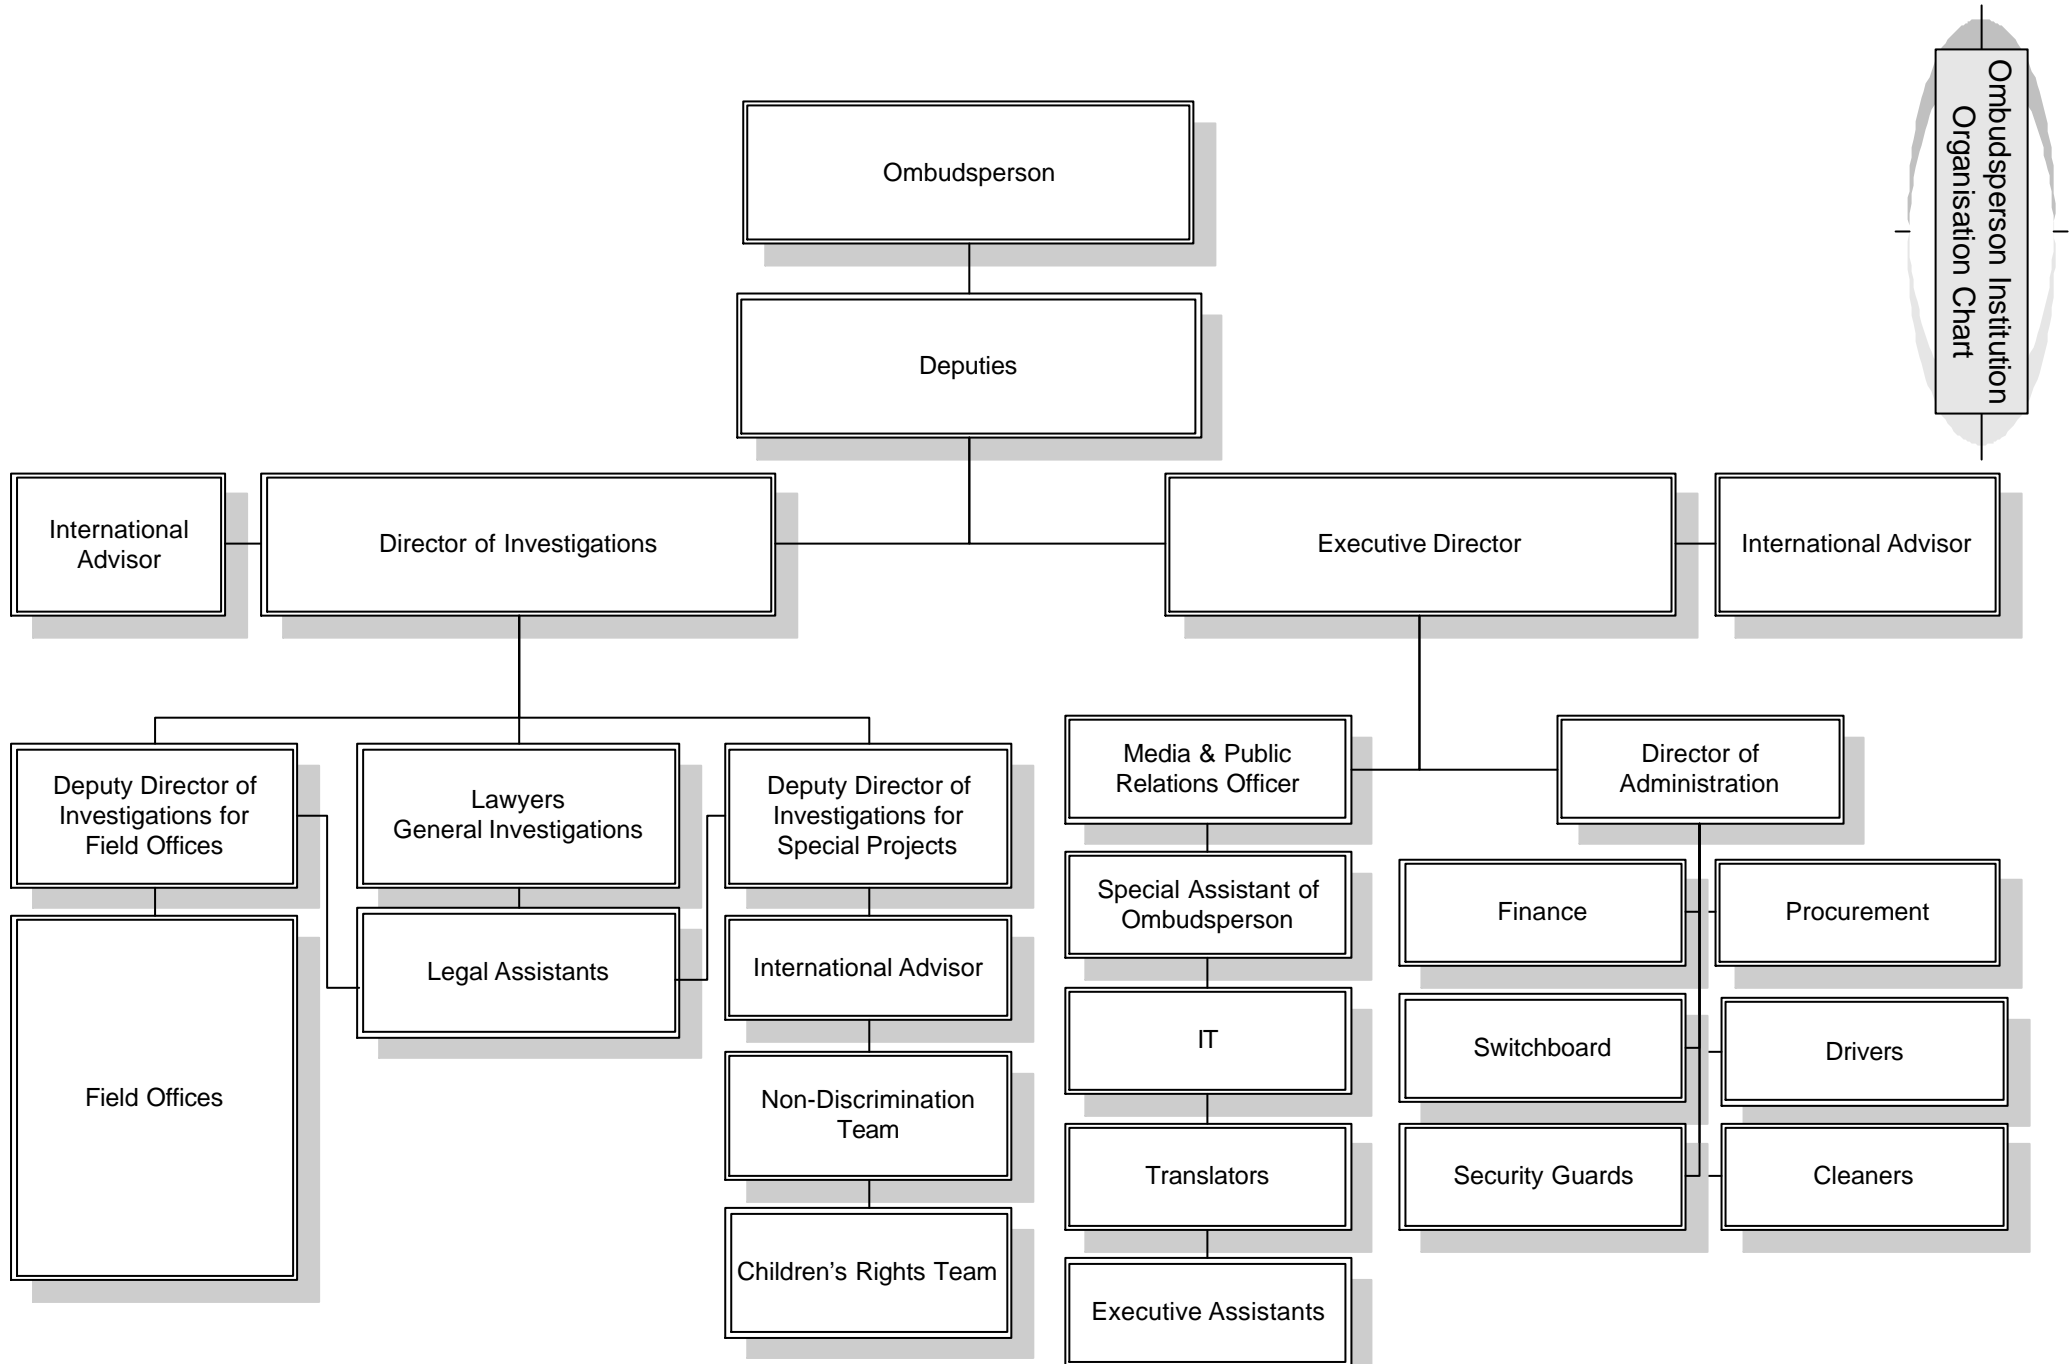 Ombudsperson Institution
Organisation Chart
Ombudsperson
Deputies
International
Advisor
Director of Investigations
Executive Director
International Advisor
Deputy Director of
Investigations for
Field Offices
Lawyers
General Investigations
Deputy Director of
Investigations for
Special Projects
Media & Public
Relations Officer
Director of
Administration
Field Offices
Legal Assistants
International Advisor
Non-Discrimination
Team
Children's Rights Team
Special Assistant of
Ombudsperson
IT
Translators
Executive Assistants
Finance
Procurement
Switchboard
Drivers
Security Guards
Cleaners